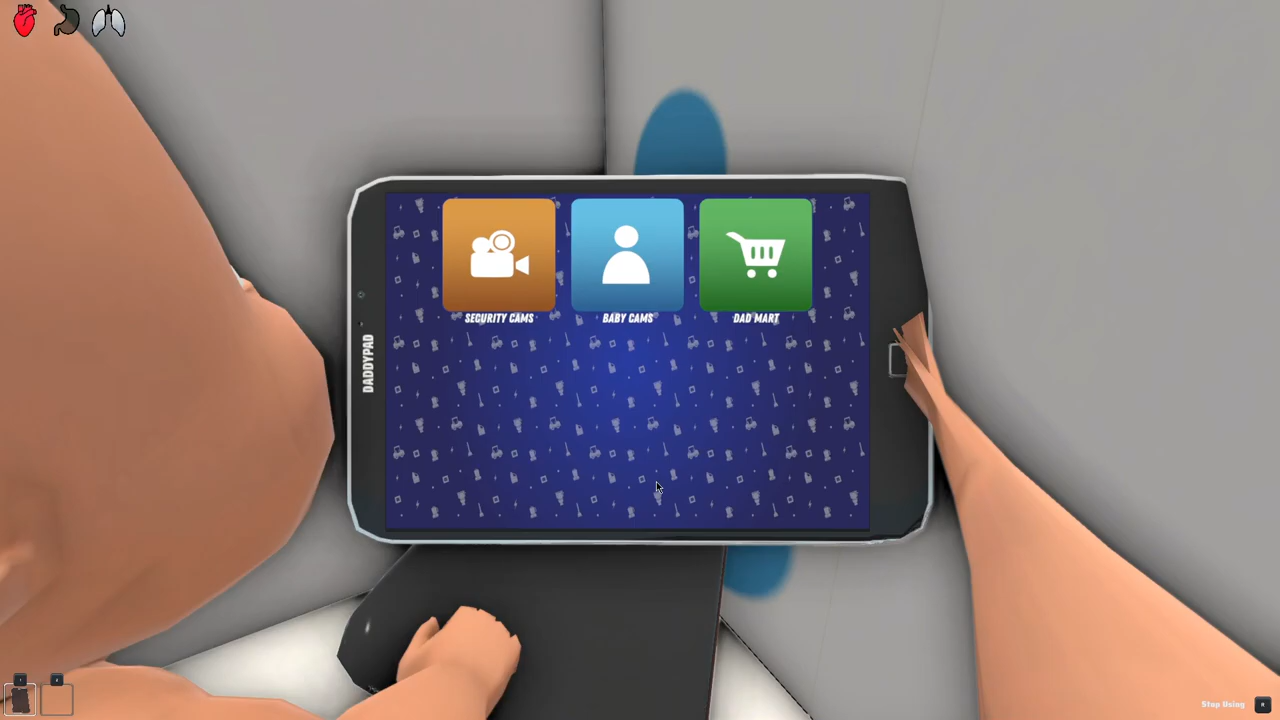 SECURITY CAMS
BABY CAMS
DAD MART
DADDYPAD
Stop Using